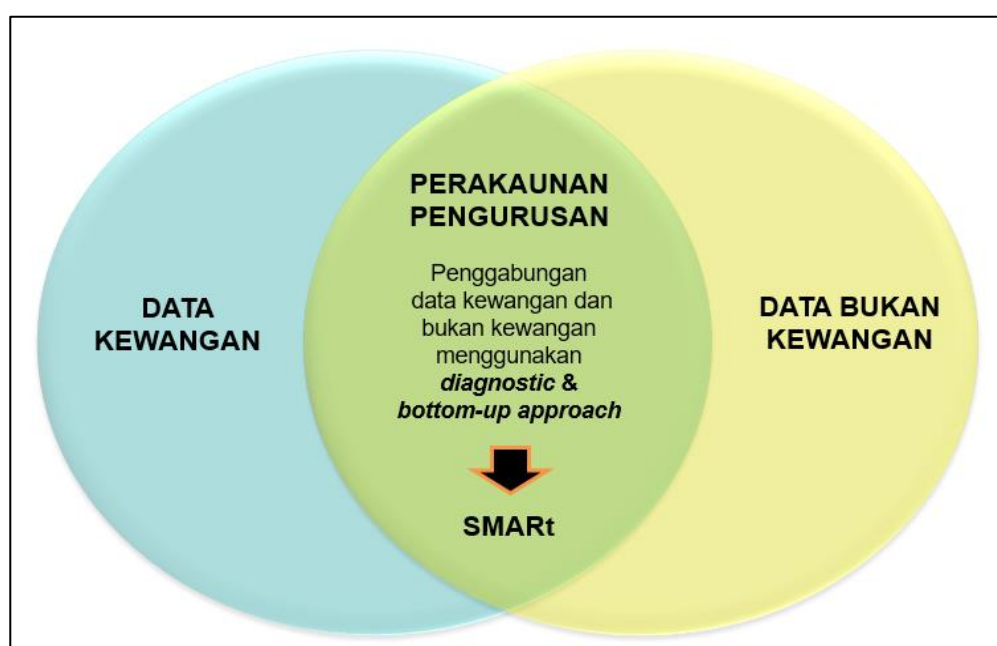 DATA
KEWANGAN
PERAKAUNAN
PENGURUSAN
Penggabungan
data kewangan dan
bukan kewangan
menggunakan
diagnostic &
bottom-up approach
SMARt
DATA BUKAN
KEWANGAN